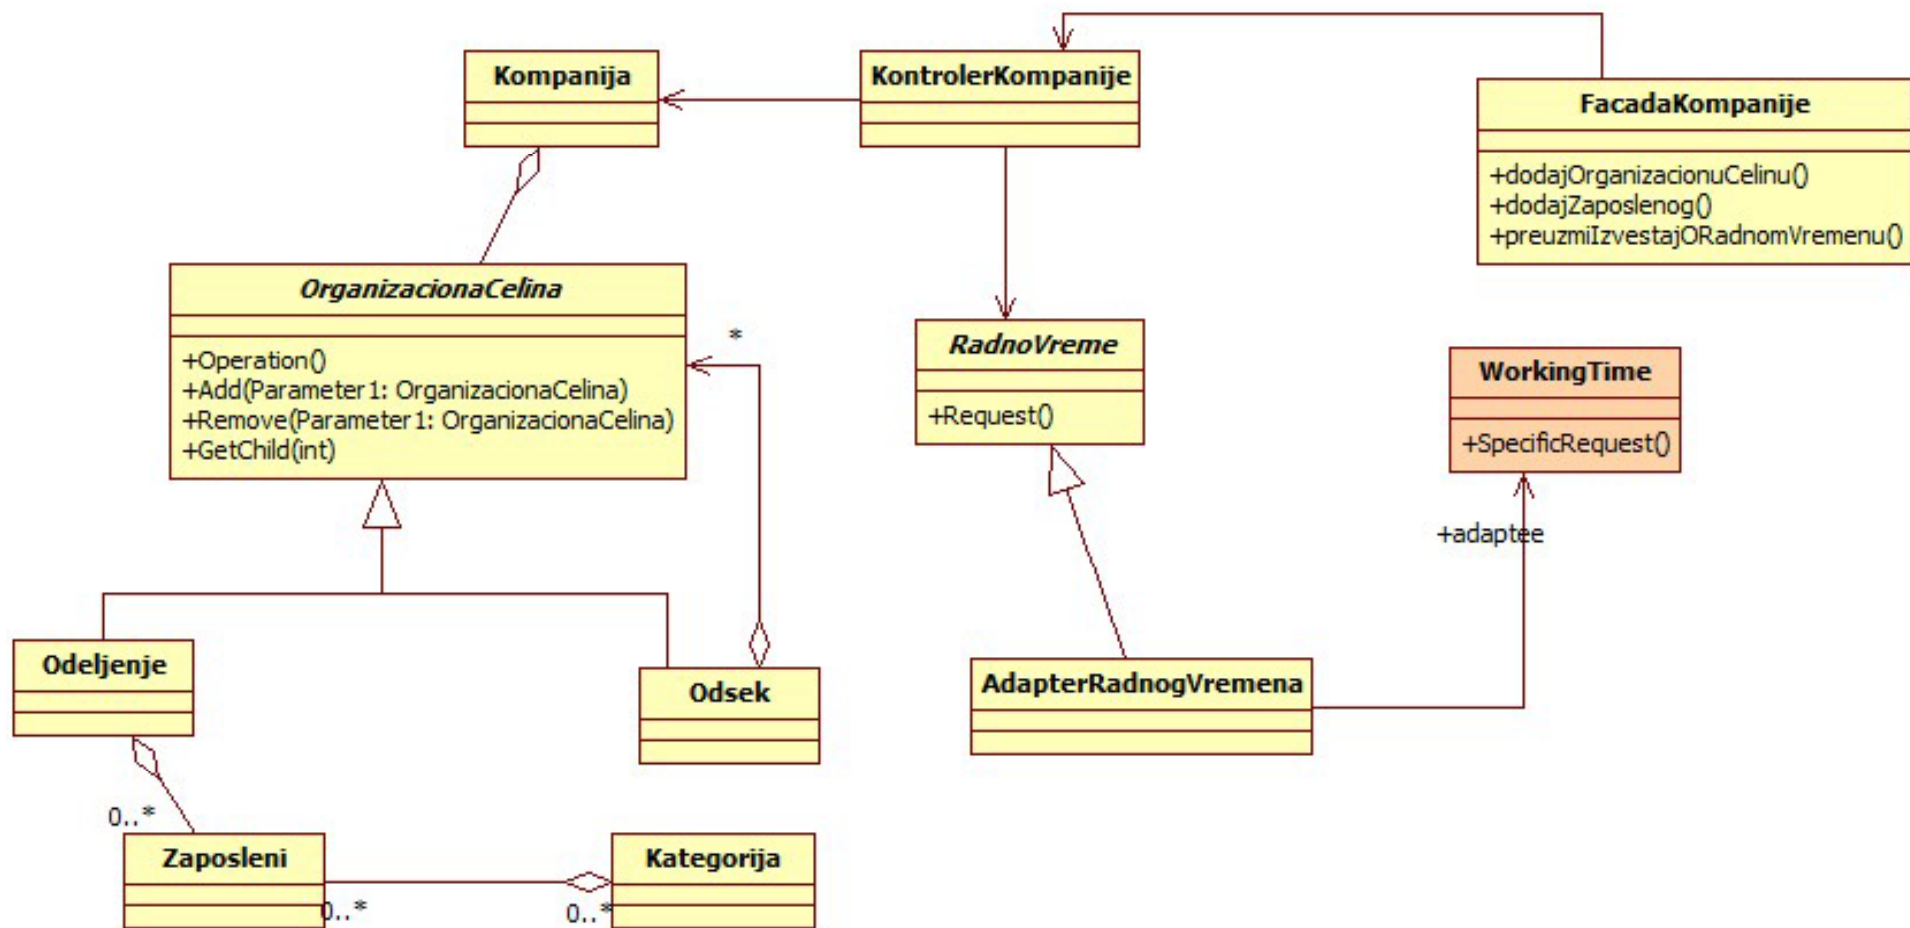 Kompanija
KontrolerKompanije
FacadaKompanije
+dodajOrganizacionuCelinu()
+dodajZaposlenog()
+preuzmiIzvestajORadnomVremenu()
OrganizacionaCelina
+Operation()
+Add(Parameter1: OrganizacionaCelina)
+Remove(Parameter1: OrganizacionaCelina)
+GetChild(int)
*
RadnoVreme
+Request()
WorkingTime
+SpecificRequest()
+adaptee
Odeljenje
Odsek
AdapterRadnogVremena
0..*
Zaposleni
Kategorija
0..*
0..*